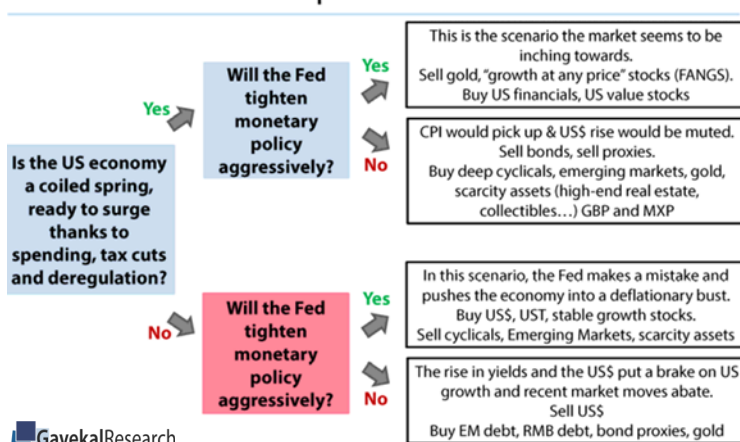 Is the US economy
a coiled spring,
ready to surge
thanks to
spending, tax cuts
and deregulation?
Yes
Will the Fed
tighten
monetary
policy
aggressively?
Yes
This is the scenario the market seems to be
inching towards.
Sell gold, "growth at any price" stocks (FANGS).
Buy US financials, US value stocks
No
CPI would pick up & US$ rise would be muted.
Sell bonds, sell proxies.
Buy deep cyclicals, emerging markets, gold,
scarcity assets (high-end real estate,
collectibles...) GBP and MXP
No
Will the Fed
tighten
monetary
policy
aggressively?
Yes
In this scenario, the Fed makes a mistake and
pushes the economy into a deflationary bust.
Buy US$, UST, stable growth stocks.
Sell cyclicals, Emerging Markets, scarcity assets
No
The rise in yields and the US$ put a brake on US
growth and recent market moves abate.
Sell US$
Buy EM debt, RMB debt, bond proxies, gold
GavekalResearch